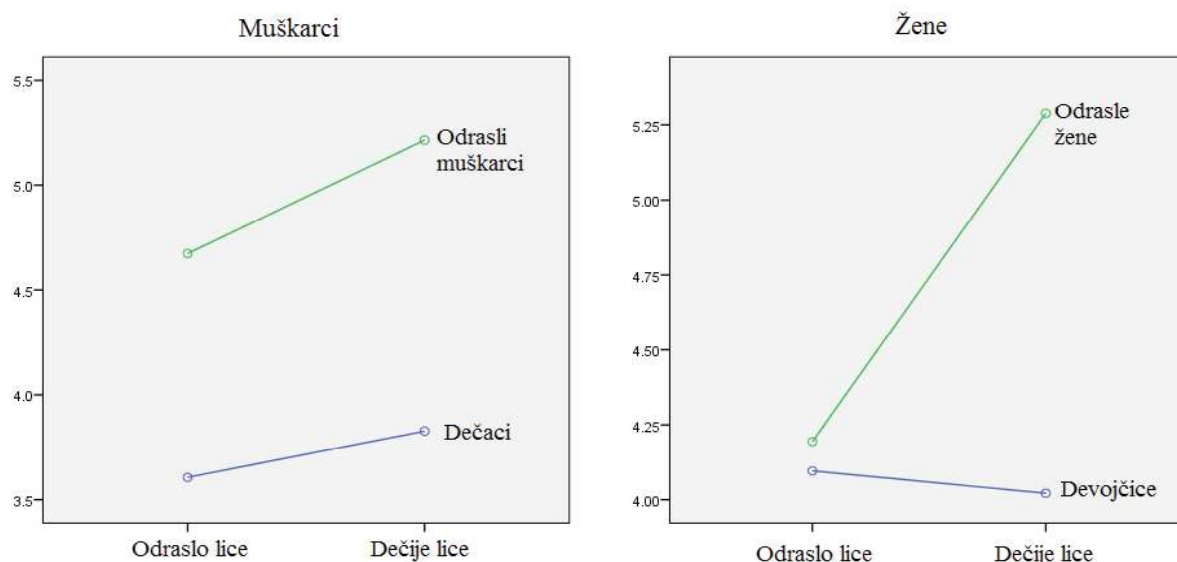 Muškarci
5.5
5.0
4.5
4.0
3.5
Odrasli
muškarci
Dečaci
Odraslo lice
Dečije lice
Žene
5.25
5.00
4.75
4.50
4.25
4.00
Odrasle
žene
Devojčice
Odraslo lice
Dečije lice